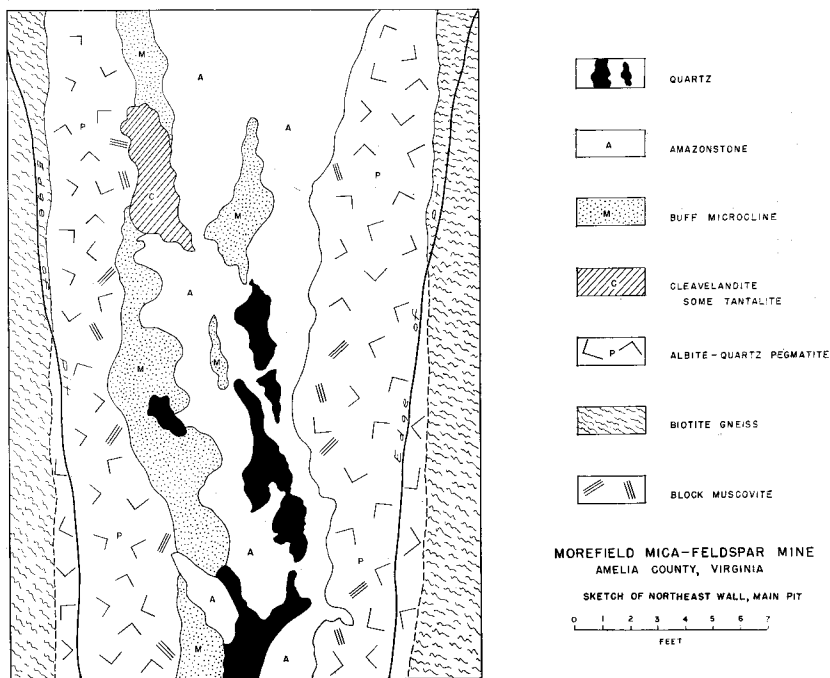 M
A
A
P
P
C
M
A
M
M
A
P
P
A
M
A
QUARTZ
A
AMAZONSTONE
M
BUFF MICROCLINE
C
CLEAVELANDITE
SOME TANTALITE
P
ALBITE-QUARTZ PEGMATITE
BIOTITE GNEISS
BLOCK MUSCOVITE
MOREFIELD MICA-FELDSPAR MINE
AMELIA COUNTY, VIRGINIA
SKETCH OF NORTHEAST WALL, MAIN PIT
0 1 2 3 4 5 6 7
FEET